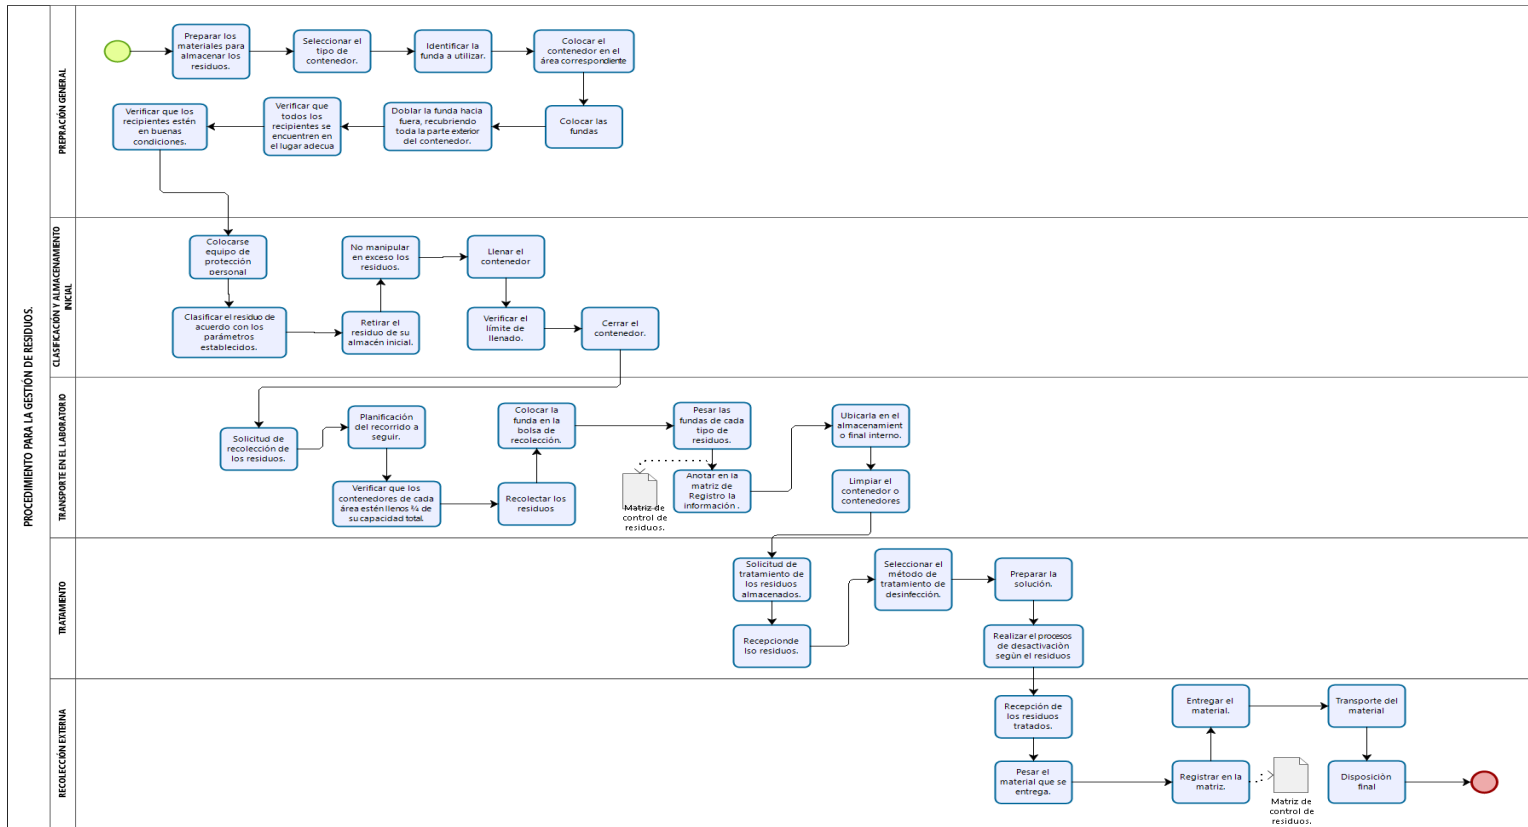 PROCEDIMIENTO PARA LA GESTIÓN DE RESIDUOS.
PREPRACIÓN GENERAL
Preparar los
materiales para
almacenar los
residuos.
Seleccionar el
tipo de
contenedor.
Identificar la
funda a utilizar.
Colocar el
contenedor en el
área correspondiente
Colocar las
fundas
Doblar la funda hacia
fuera, recubriendo
toda la parte exterior
del contenedor.
Verificar que
todos los
recipientes se
encuentren en
el lugar adecua
Verificar que los
recipientes estén
en buenas
condiciones.
CLASIFICACIÓN Y ALMACENAMIENTO
INICIAL
Colocarse
equipo de
protección
personal
Clasificar el residuo de
acuerdo con los
parámetros
establecidos.
Retirar el
residuo de su
almacén inicial.
No manipular
en exceso los
residuos.
Llenar el
contenedor
Verificar el
límite de
llenado.
Cerrar el
contenedor.
TRANSPORTE EN EL LABORATORIO
Solicitud de
recolección de
los residuos.
Planificación
del recorrido a
seguir.
Verificar que los
contenedores de cada
área estén llenos ¾ de
su capacidad total.
Recolectar los
residuos
Colocar la
funda en la
bolsa de
recolección.
Pesar las
fundas de cada
tipo de
residuos.
Anotar en la
matriz de
Registro la
información .
Matriz de
control de
residuos.
Ubicarla en el
almacenamient
o final interno.
Limpiar el
contenedor o
contenedores
TRATAMIENTO
Solicitud de
tratamiento de
los residuos
almacenados.
Recepcionde
lso residuos.
Seleccionar el
método de
tratamiento de
desinfección.
Preparar la
solución.
Realizar el procesos
de desactivación
según el residuos
RECOLECCIÓN EXTERNA
Recepción de
los residuos
tratados.
Pesar el
material que se
entrega.
Registrar en la
matriz.
Matriz de
control de
residuos.
Entregar el
material.
Transporte del
material
Disposición
final